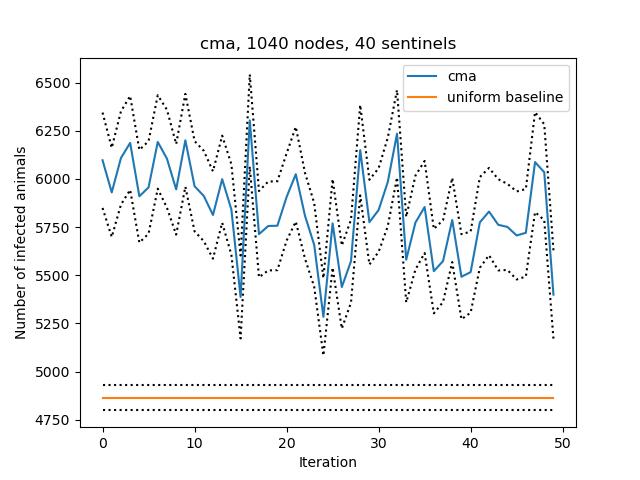 cma, 1040 nodes, 40 sentinels
cma
uniform baseline
6500
6250
6000
5750
5500
5250
5000
4750
Number of infected animals
0 10 20 30 40 50
Iteration